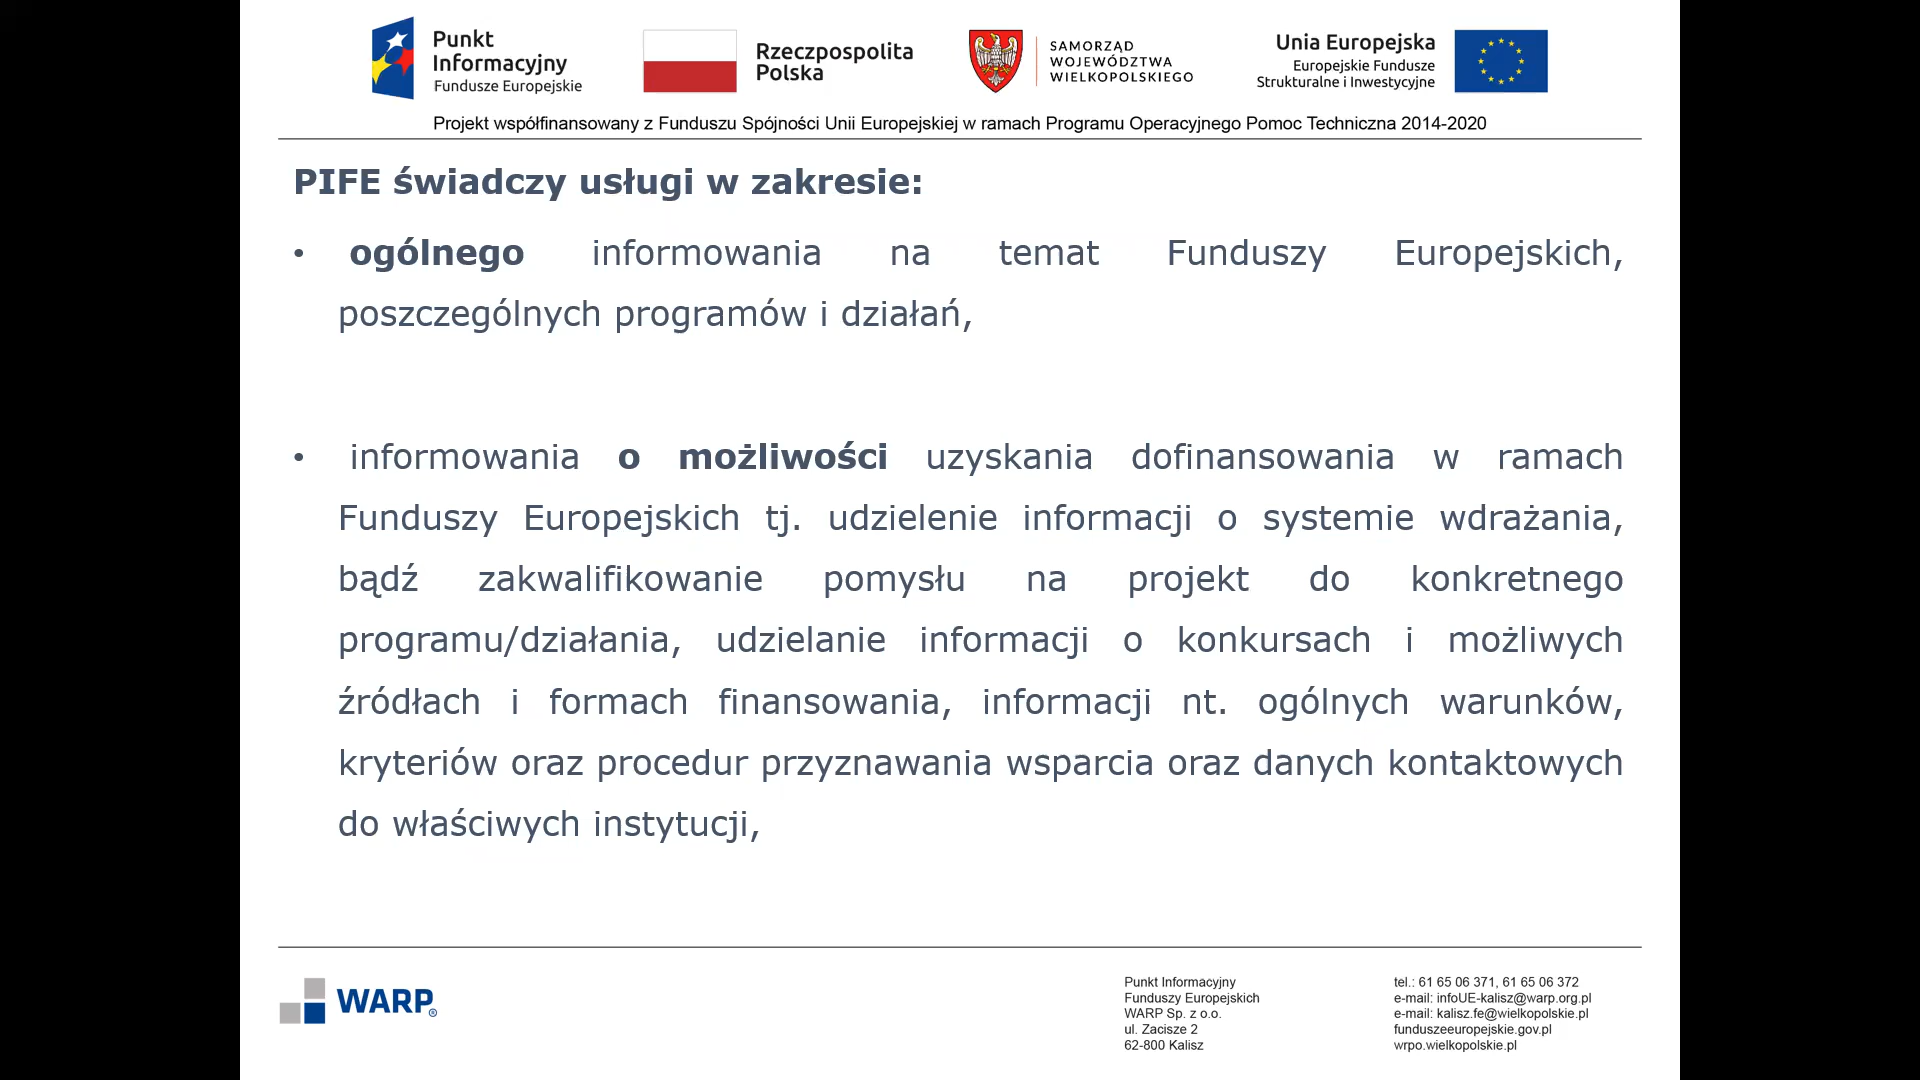 Punkt
Informacyjny
Fundusze Europejskie
Rzeczpospolita
Polska
SAMORZĄD
WOJEWÓDZTWA
WIELKOPOLSKIEGO
Unia Europejska
Europejskie Fundusze
Strukturalne i Inwestycyjne
Projekt współfinansowany z Funduszu Spójności Unii Europejskiej w ramach Programu Operacyjnego Pomoc Techniczna 2014-2020
PIFE świadczy usługi w zakresie:
• ogólnego informowania na temat Funduszy Europejskich,
poszczególnych programów i działań,
• informowania o możliwości uzyskania dofinansowania w ramach
Funduszy Europejskich tj. udzielenie informacji o systemie wdrażania,
bądź zakwalifikowanie pomysłu na projekt do konkretnego
programu/działania, udzielanie informacji o konkursach i możliwych
źródłach i formach finansowania, informacji nt. ogólnych warunków,
kryteriów oraz procedur przyznawania wsparcia oraz danych kontaktowych
do właściwych instytucji,
WARP®
Punkt Informacyjny
Funduszy Europejskich
WARP Sp. z o.o.
ul. Zacisze 2
62-800 Kalisz
tel.: 61 65 06 371, 61 65 06 372
e-mail: infoUE-kalisz@warp.org.pl
e-mail: kalisz.fe@wielkopolskie.pl
funduszeeuropejskie.gov.pl
wrpo.wielkopolskie.pl